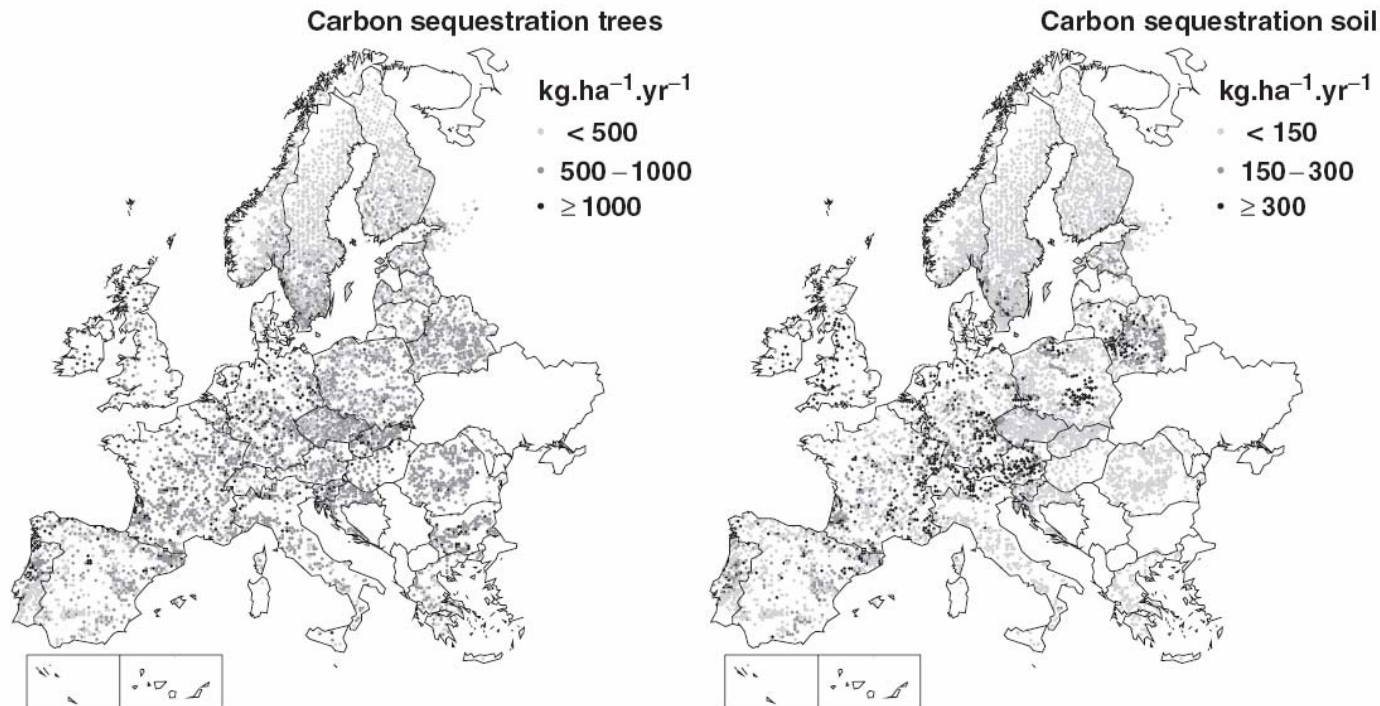 Carbon sequestration trees
kg.ha⁻¹.yr⁻¹
< 500
500 – 1000
≥ 1000
Carbon sequestration soil
kg.ha⁻¹.yr⁻¹
< 150
150 – 300
≥ 300